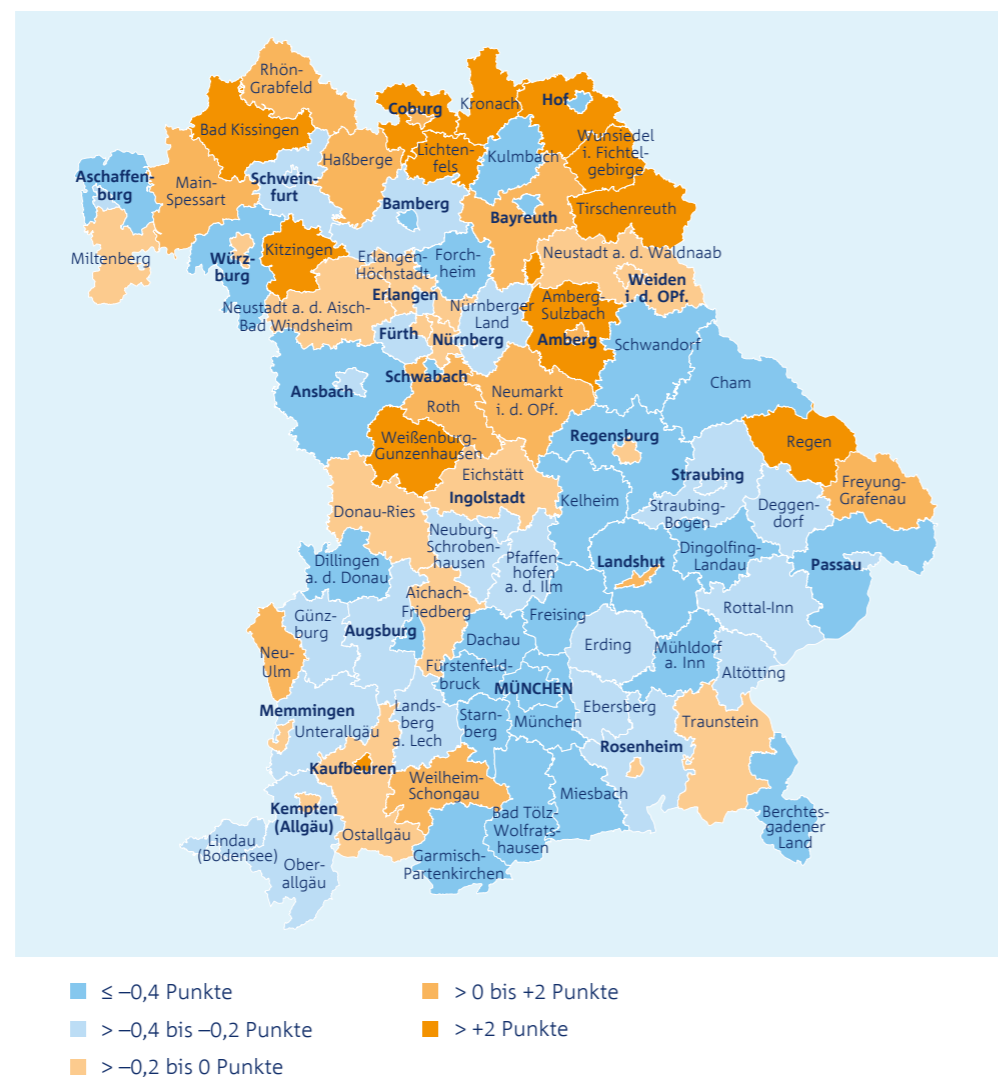 Rhön-
Grabfeld
Coburg
Kronach
Hof
Bad Kissingen
Wunsiedel
i. Fichtel-
gebirge
Lichten-
fels
Kulmbach
Haßberge
Aschaffen-
burg
Main-
Spessart
Schwein-
furt
Bamberg
Bayreuth
Tirschenreuth
Miltenberg
Würz-
burg
Kitzingen
Erlangen-
Höchstadt
Forch-
heim
Neustadt a. d. Waldnaab
Weiden
i. d. OPf.
Erlangen
Neustadt a. d. Aisch-
Bad Windsheim
Nürnberger
Land
Amberg-
Sulzbach
Fürth
Nürnberg
Amberg
Schwandorf
Cham
Ansbach
Schwabach
Roth
Neumarkt
i. d. OPf.
Weißenburg-
Gunzenhausen
Regensburg
Regen
Eichstätt
Ingolstadt
Straubing
Freyung-
Grafenau
Donau-Ries
Kelheim
Straubing-
Bogen
Deggen-
dorf
Neuburg-
Schroben-
hausen
Pfaffen-
hofen
a. d. Ilm
Dillingen
a. d. Donau
Landshut
Dingolfing-
Landau
Passau
Aichach-
Friedberg
Günz-
burg
Augsburg
Freising
Rottal-Inn
Dachau
Erding
Mühldorf
a. Inn
Neu-
Ulm
Fürstenfeld-
bruck
MÜNCHEN
Altötting
Memmingen
Unterallgäu
Lands-
berg
a. Lech
Starn-
berg
München
Ebersberg
Traunstein
Rosenheim
Kaufbeuren
Weilheim-
Schongau
Kempten
(Allgäu)
Bad Tölz-
Wolfrats-
hausen
Miesbach
Berchtes-
gadener
Land
Lindau
(Bodensee)
Ostallgäu
Ober-
allgäu
Garmisch-
Partenkirchen
≤ –0,4 Punkte
> –0,4 bis –0,2 Punkte
> –0,2 bis 0 Punkte
> 0 bis +2 Punkte
> +2 Punkte